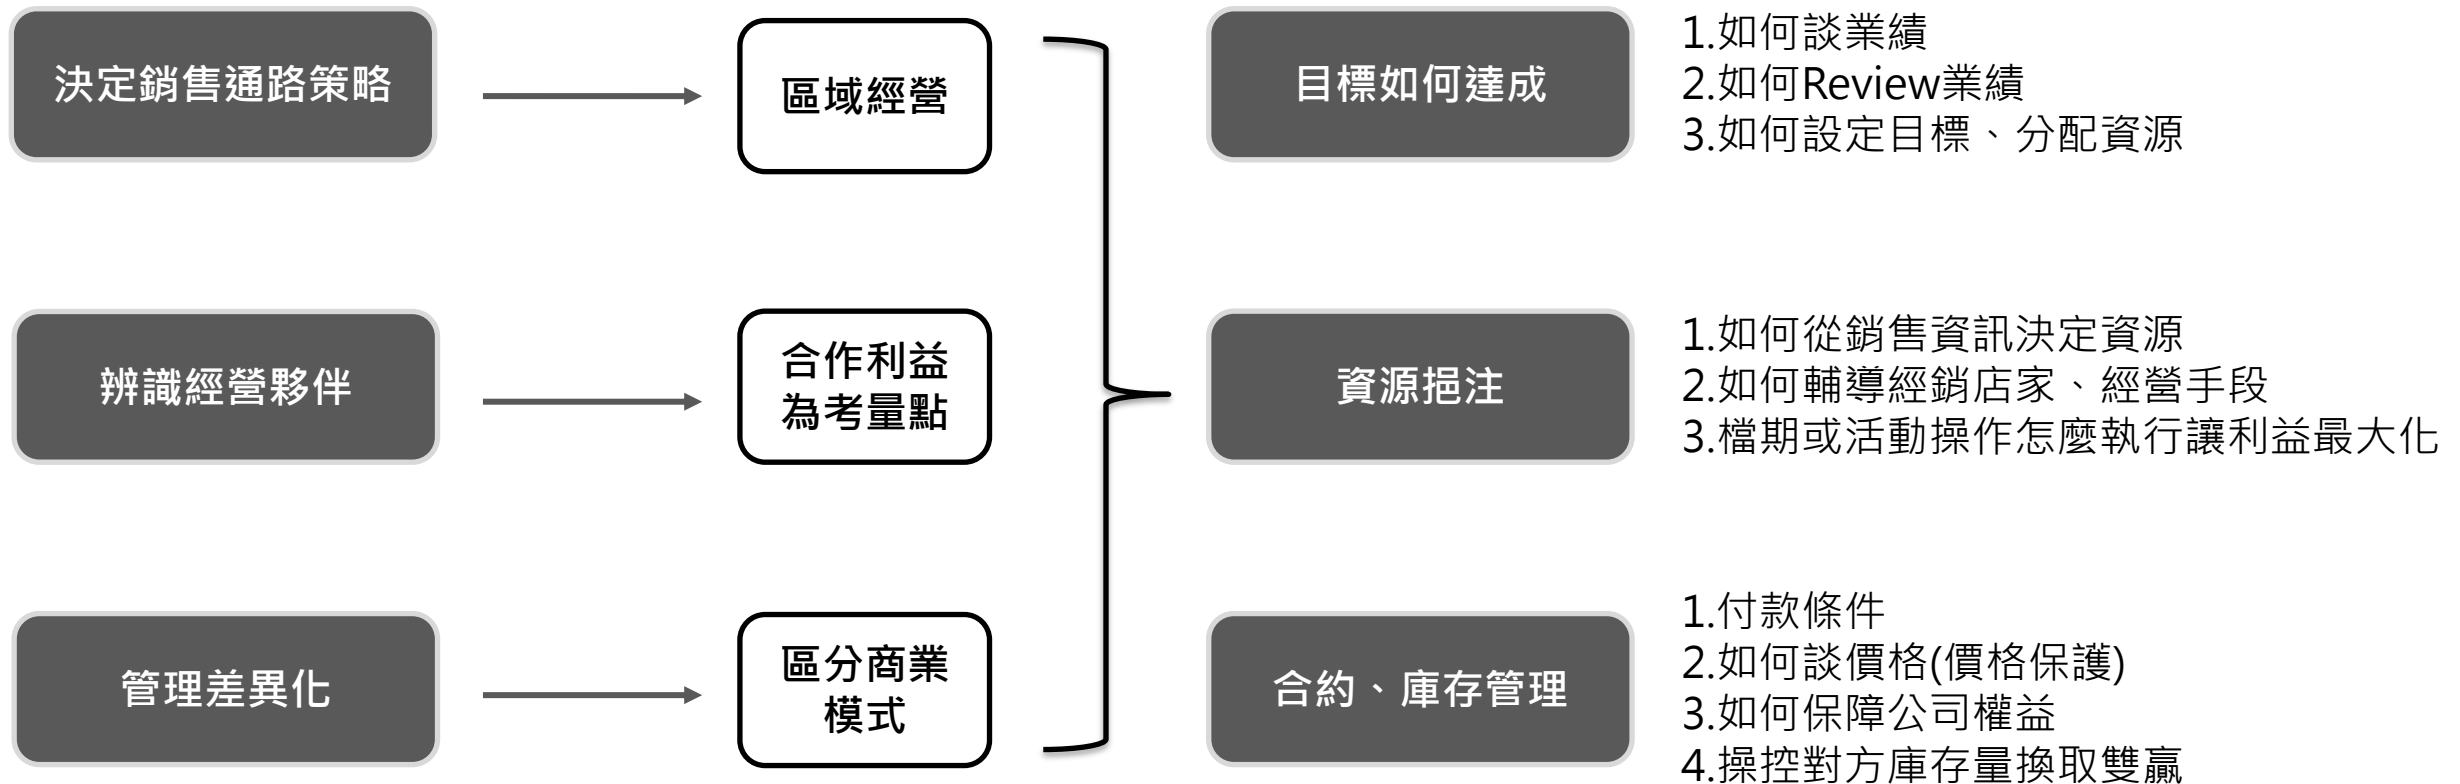 決定銷售通路策略
區域經營
目標如何達成
1.如何談業績
2.如何Review業績
3.如何設定目標、分配資源
辨識經營夥伴
合作利益
為考量點
資源挹注
1.如何從銷售資訊決定資源
2.如何輔導經銷店家、經營手段
3.檔期或活動操作怎麼執行讓利益最大化
管理差異化
區分商業
模式
合約、庫存管理
1.付款條件
2.如何談價格(價格保護)
3.如何保障公司權益
4.操控對方庫存量換取雙贏